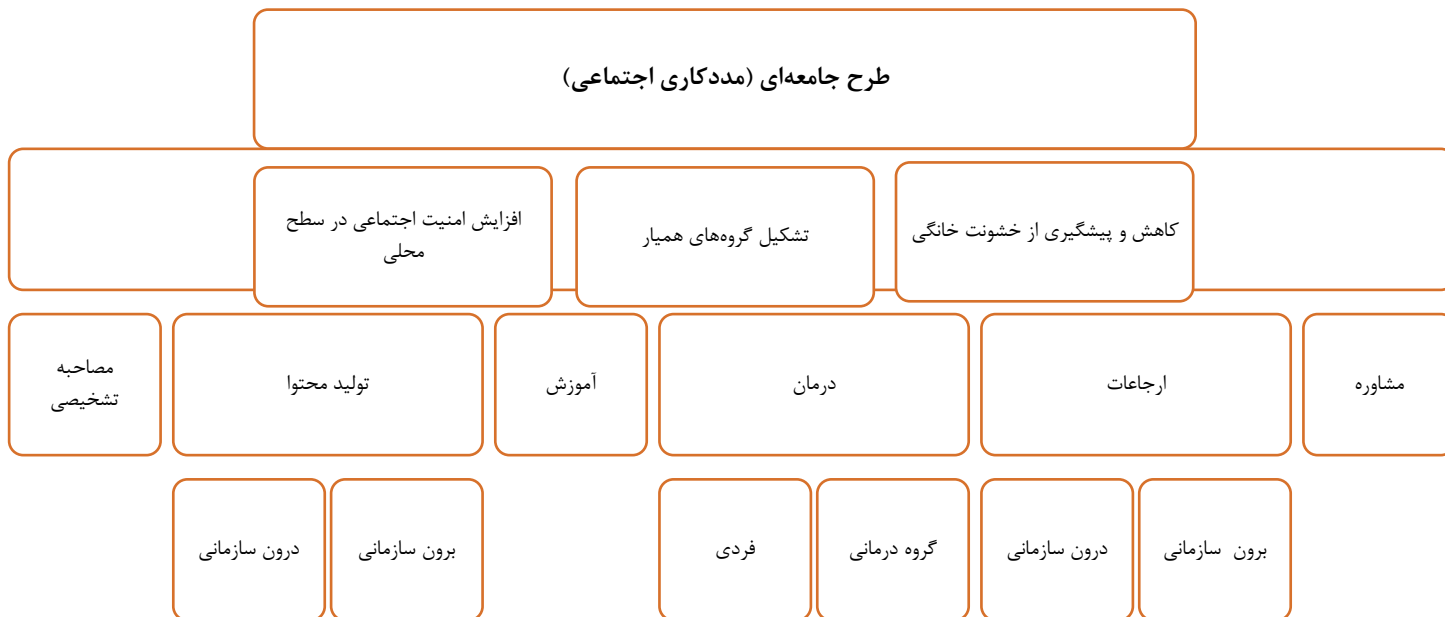 طرح جامعه‌ای (مددکاری اجتماعی)
کاهش و پیشگیری از خشونت خانگی
تشکیل گروه‌های همیار
افزایش امنیت اجتماعی در سطح
محلی
مشاوره
ارجاعات
درمان
آموزش
تولید محتوا
مصاحبه
تشخیصی
برون سازمانی
درون سازمانی
گروه درمانی
فردی
برون سازمانی
درون سازمانی